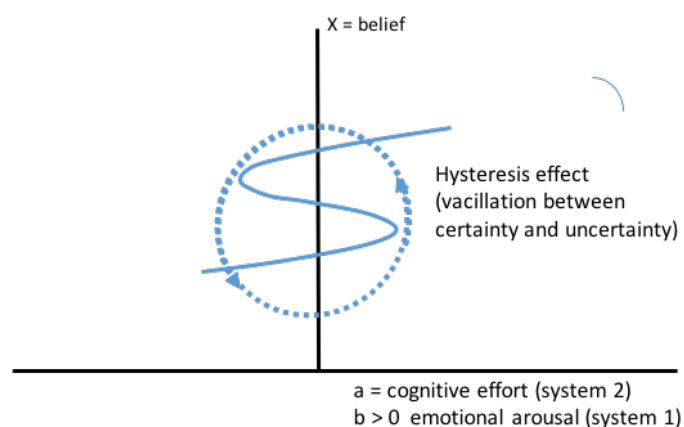 X = belief
Hysteresis effect
(vacillation between
certainty and uncertainty)
a = cognitive effort (system 2)
b > 0  emotional arousal (system 1)